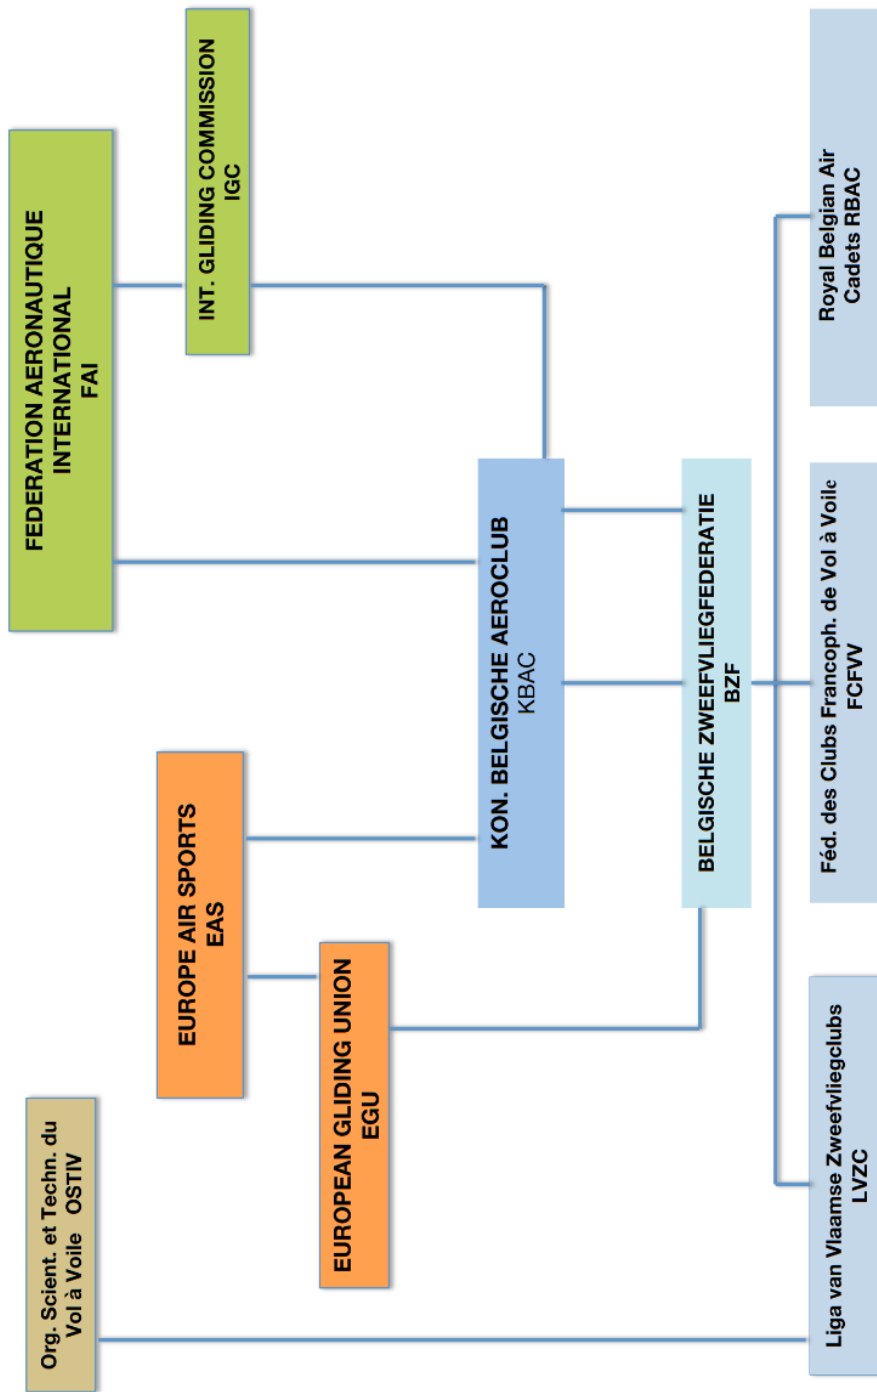 Org. Scient. et Techn. du
Vol à Voile OSTIV
EUROPE AIR SPORTS
EAS
EUROPEAN GLIDING UNION
EGU
FEDERATION AERONAUTIQUE
INTERNATIONAL
FAI
INT. GLIDING COMMISSION
IGC
KON. BELGISCHE AEROCLUB
KBAC
BELGISCHE ZWEEFVLIEGFEDERATIE
BZF
Liga van Vlaamse Zweefvliegclubs
LVZC
Féd. des Clubs Francoph. de Vol à Voile
FCFVV
Royal Belgian Air
Cadets RBAC